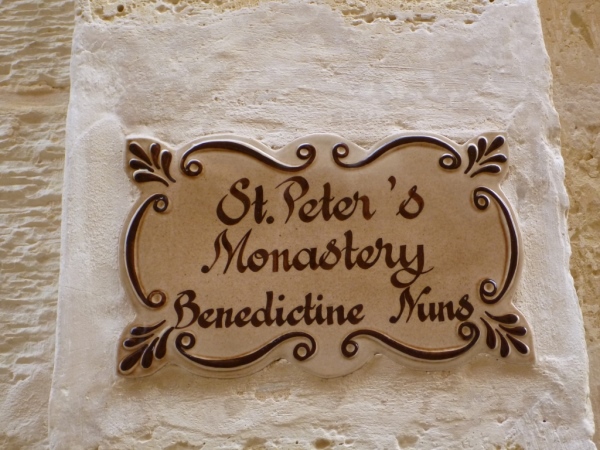 St. Peter's
Monastery
Benedictine Nuns